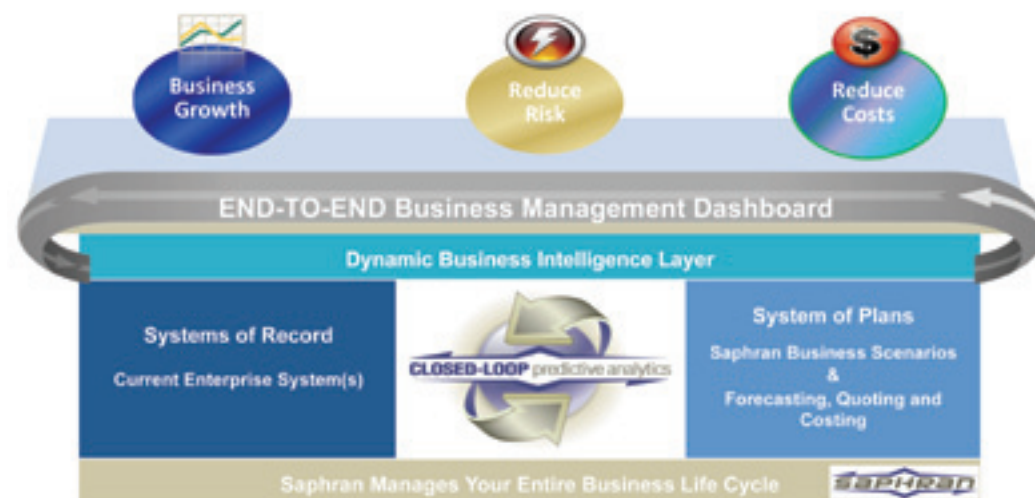 Business
Growth
Reduce
Risk
$
Reduce
Costs
END-TO-END Business Management Dashboard
Dynamic Business Intelligence Layer
Systems of Record
Current Enterprise System(s)
CLOSED-LOOP predictive analytics
System of Plans
Saphran Business Scenarios
&
Forecasting, Quoting and
Costing
Saphran Manages Your Entire Business Life Cycle
SAPHRAN